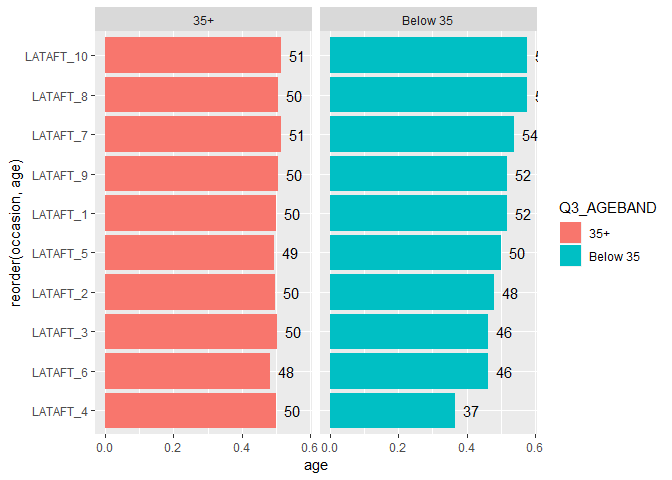 35+ Below 35
LATAFT_10 51
LATAFT_8 50
LATAFT_7 51 54
LATAFT_9 50 52
LATAFT_1 50 52
LATAFT_5 49 50
LATAFT_2 50 48
LATAFT_3 50 46
LATAFT_6 48 46
LATAFT_4 50 37
0.0 0.2 0.4 0.6 0.0 0.2 0.4 0.6
age
reorder(occasion, age)
Q3_AGEBAND
35+
Below 35